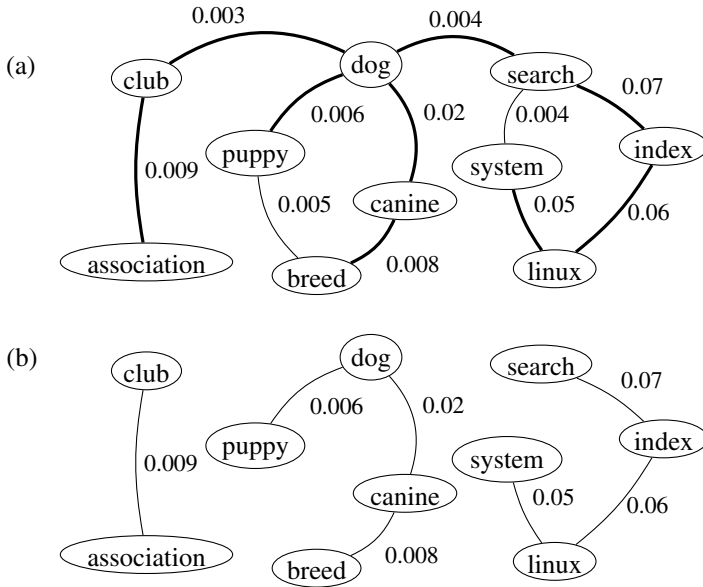 0.003
0.004
(a)
club
dog
search
0.006
0.02
0.004
0.07
puppy
system
index
0.009
0.005
canine
0.05
0.06
association
breed
0.008
linux
(b)
club
dog
search
0.006
0.02
0.07
puppy
system
index
0.009
canine
0.05
0.06
association
breed
0.008
linux